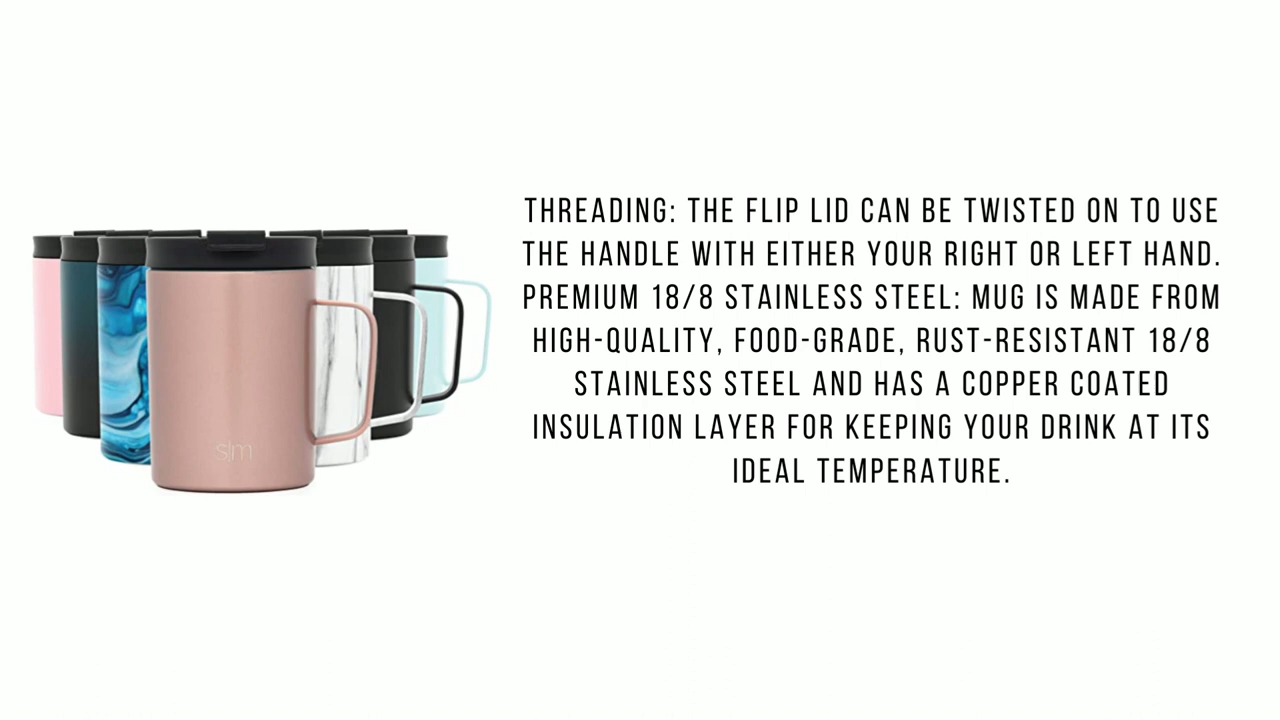 THREADING: THE FLIP LID CAN BE TWISTED ON TO USE
THE HANDLE WITH EITHER YOUR RIGHT OR LEFT HAND.
PREMIUM 18/8 STAINLESS STEEL: MUG IS MADE FROM
HIGH-QUALITY, FOOD-GRADE, RUST-RESISTANT 18/8
STAINLESS STEEL AND HAS A COPPER COATED
INSULATION LAYER FOR KEEPING YOUR DRINK AT ITS
IDEAL TEMPERATURE.
s|m